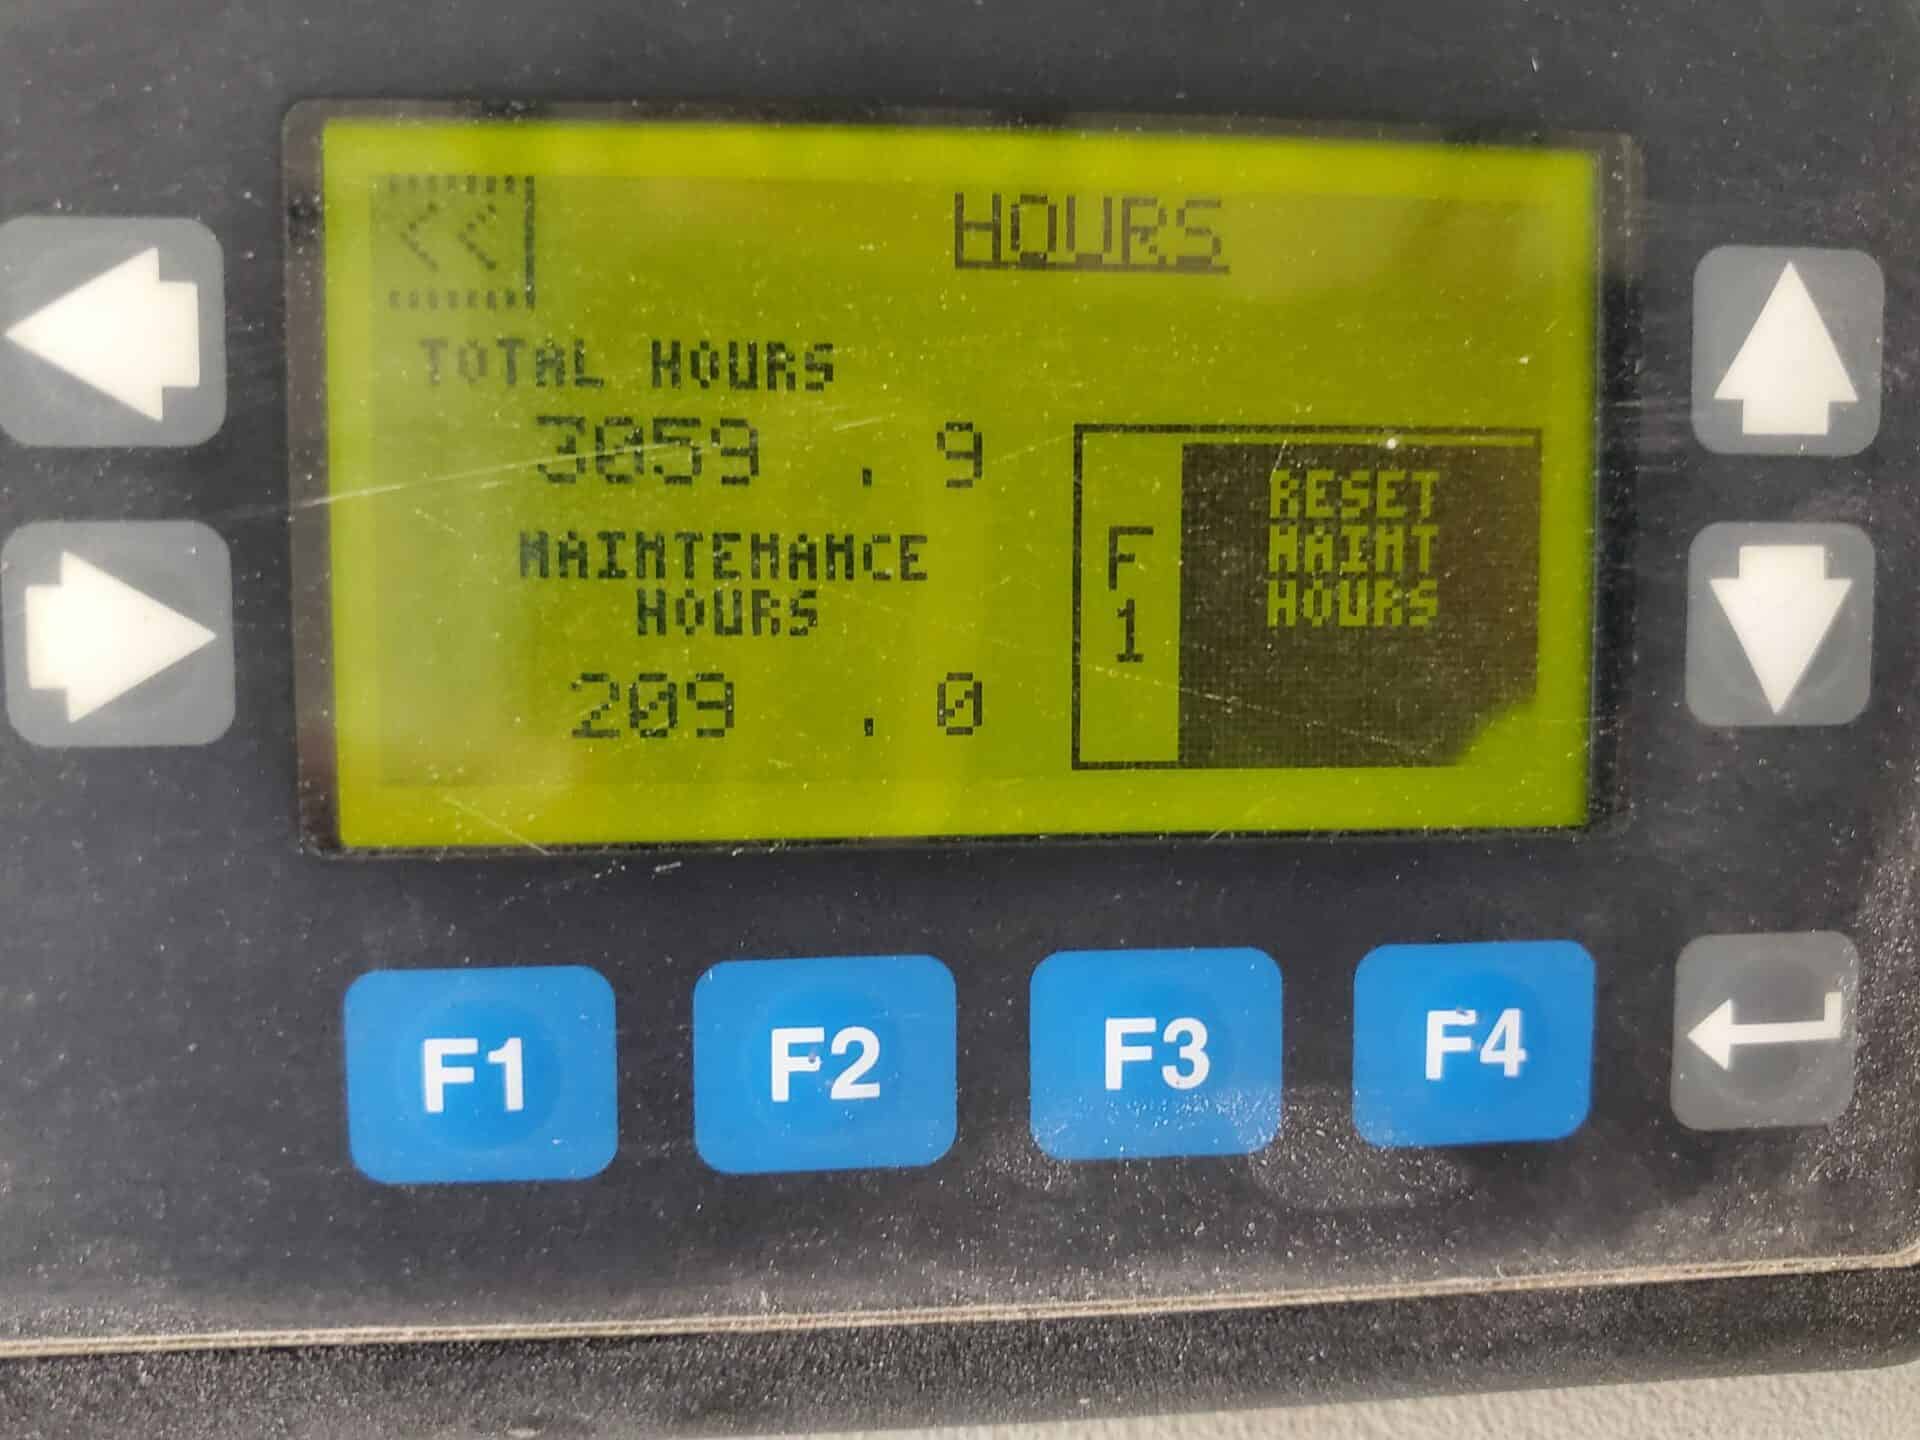 <<
HOURS
TOTAL HOURS
3059 . 9
MAINTENANCE
HOURS
209 . 0
F
1
RESET
MAINT
HOURS
F1 F2 F3 F4